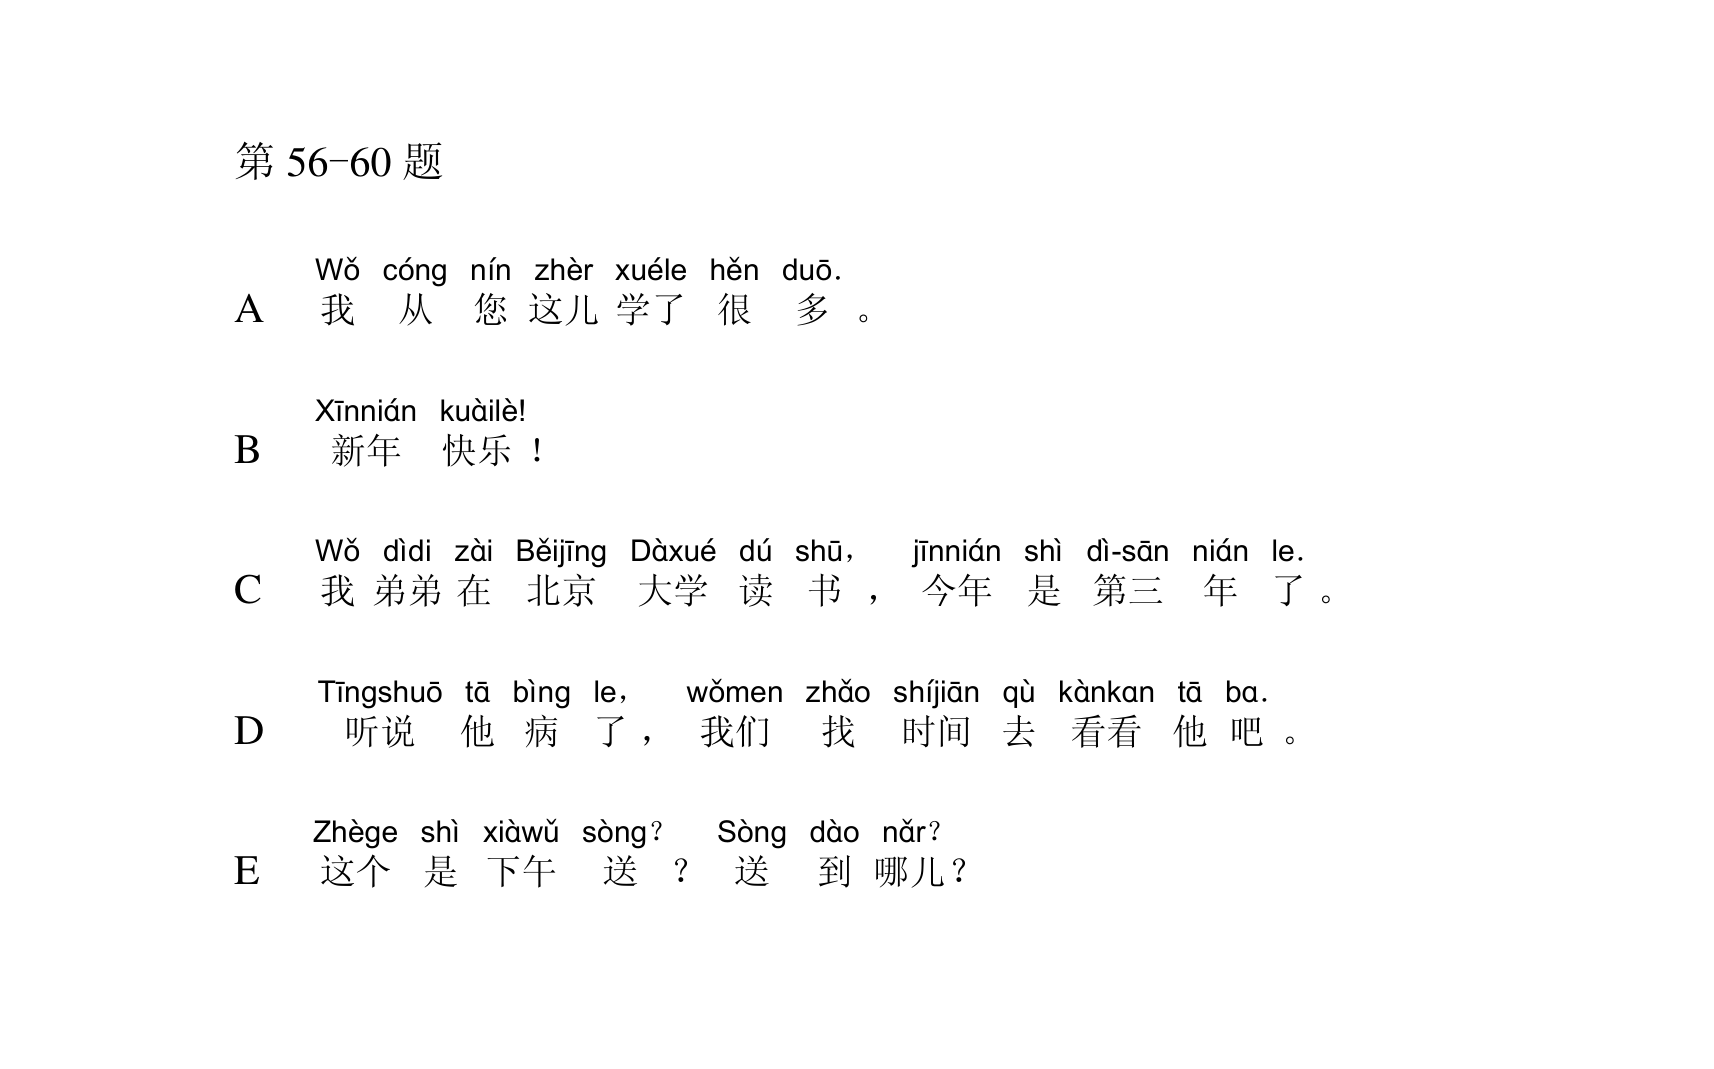 第 56-60 题
Wǒ cóng nín zhèr xuéle hěn duō.
A 我 从 您 这儿 学了 很 多 。
Xīnnián kuàilè!
B 新年 快乐 !
Wǒ dìdi zài Běijīng Dàxué dú shū, jīnnián shì dì-sān nián le.
C 我 弟弟 在 北京 大学 读 书 , 今年 是 第三 年 了 。
Tīngshuō tā bìng le, wǒmen zhǎo shíjiān qù kànkan tā ba.
D 听说 他 病 了 , 我们 找 时间 去 看看 他 吧 。
Zhège shì xiàwǔ sòng? Sòng dào nǎr?
E 这个 是 下午 送 ? 送 到 哪儿 ?